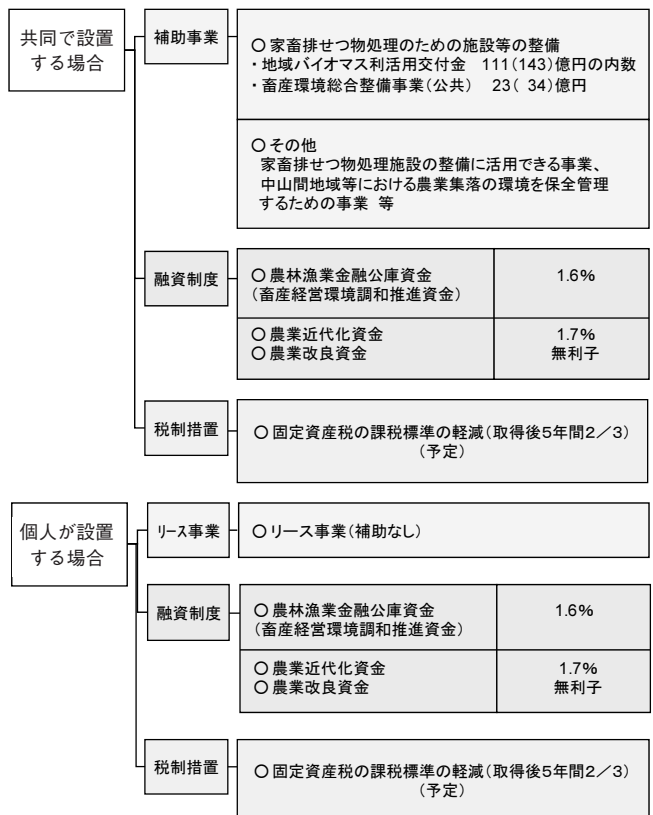 共同で設置
する場合
補助事業
○家畜排せつ物処理のための施設等の整備
・地域バイオマス利活用交付金　111(143)億円の内数
・畜産環境総合整備事業(公共)　23( 34)億円
○その他
家畜排せつ物処理施設の整備に活用できる事業、
中山間地域等における農業集落の環境を保全管理
するための事業 等
融資制度
○農林漁業金融公庫資金　1.6%
(畜産経営環境調和推進資金)
○農業近代化資金　1.7%
○農業改良資金　無利子
税制措置
○固定資産税の課税標準の軽減(取得後5年間2／3)
(予定)
個人が設置
する場合
リース事業
○リース事業(補助なし)
融資制度
○農林漁業金融公庫資金　1.6%
(畜産経営環境調和推進資金)
○農業近代化資金　1.7%
○農業改良資金　無利子
税制措置
○固定資産税の課税標準の軽減(取得後5年間2／3)
(予定)